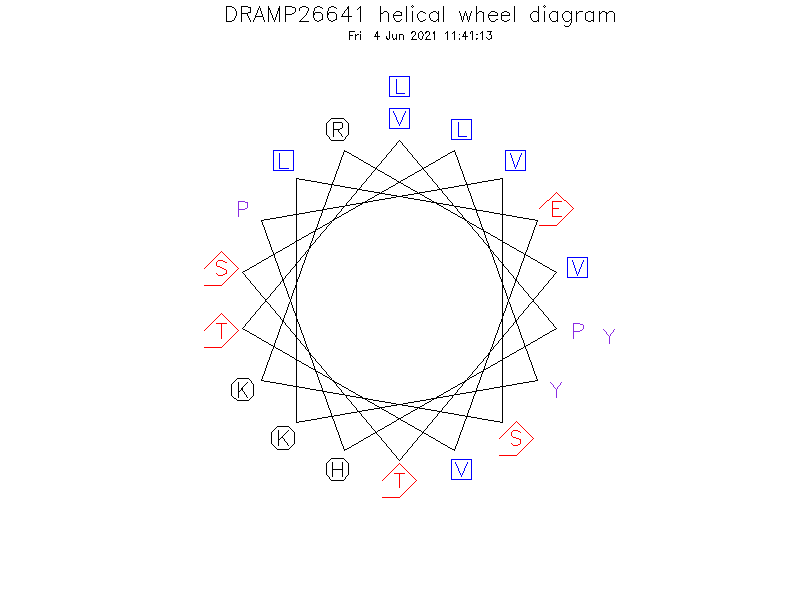 DRAMP26641 helical wheel diagram
Fri 4 Jun 2021 11:41:13
L
R V L
L V
P E
S V
T P Y
K Y
K S
H T V